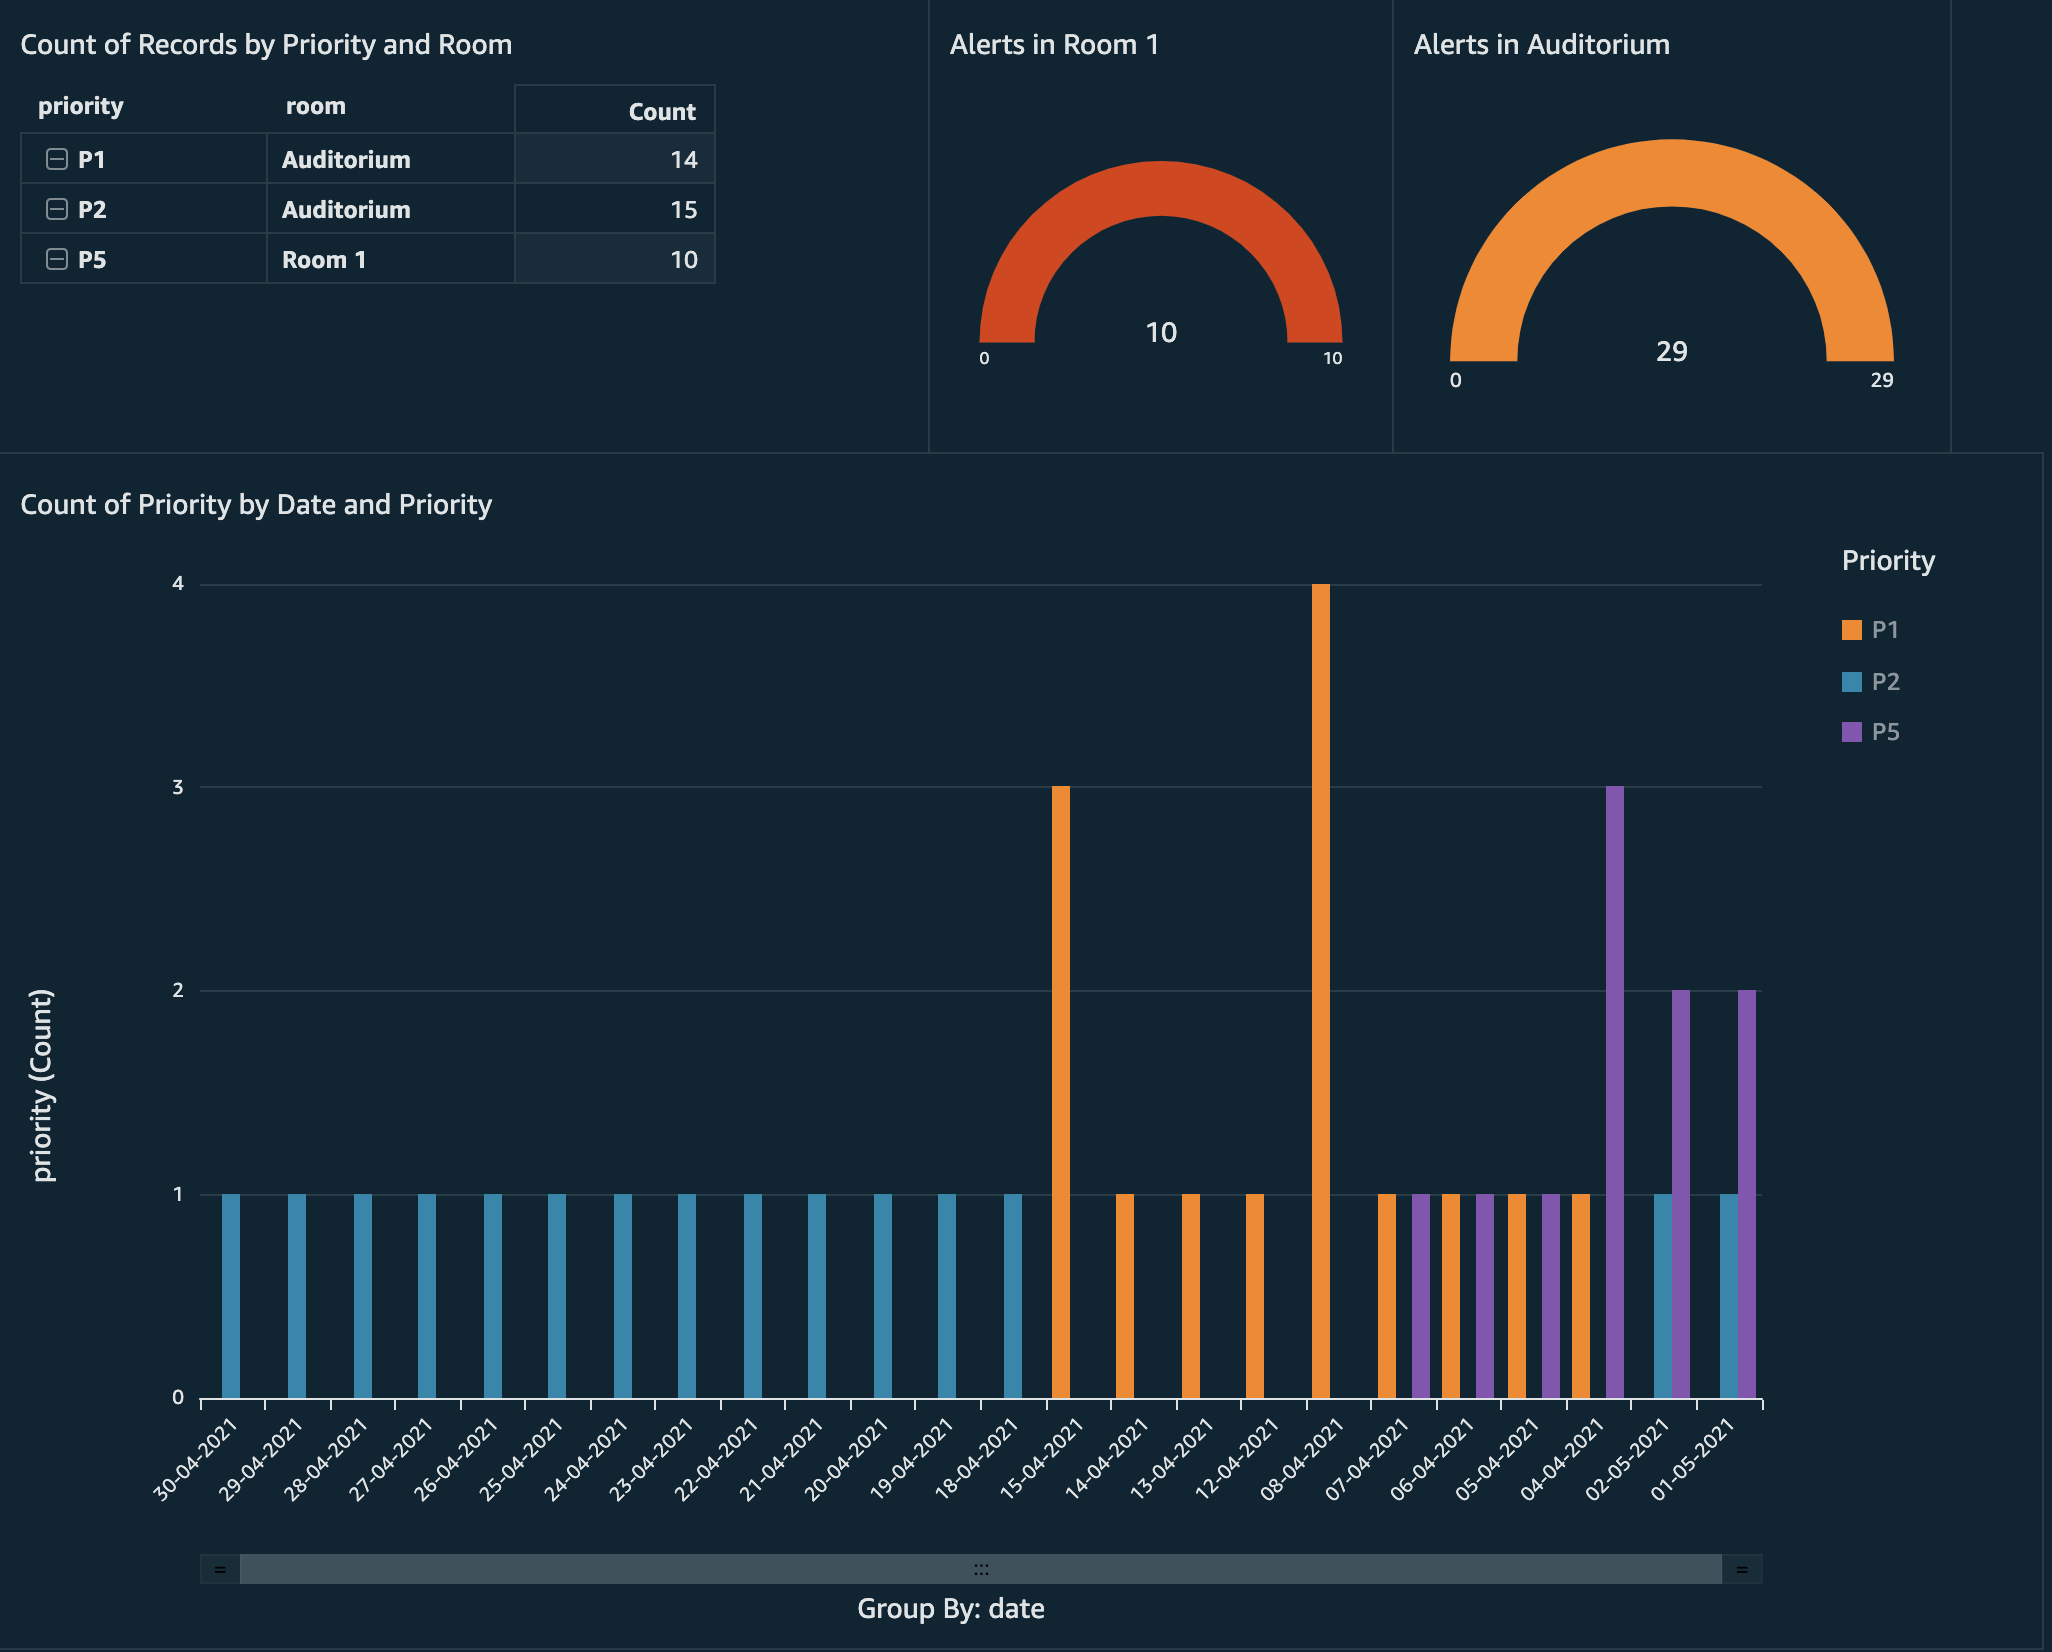 Count of Records by Priority and Room
priority room Count
P1 Auditorium 14
P2 Auditorium 15
P5 Room 1 10
Alerts in Room 1
10
0 10
Alerts in Auditorium
29
0 29
Count of Priority by Date and Priority
Priority
P1
P2
P5
priority (Count)
4
3
2
1
0
30-04-2021
29-04-2021
28-04-2021
27-04-2021
26-04-2021
25-04-2021
24-04-2021
23-04-2021
22-04-2021
21-04-2021
20-04-2021
19-04-2021
18-04-2021
15-04-2021
14-04-2021
13-04-2021
12-04-2021
08-04-2021
07-04-2021
06-04-2021
05-04-2021
04-04-2021
02-05-2021
01-05-2021
Group By: date